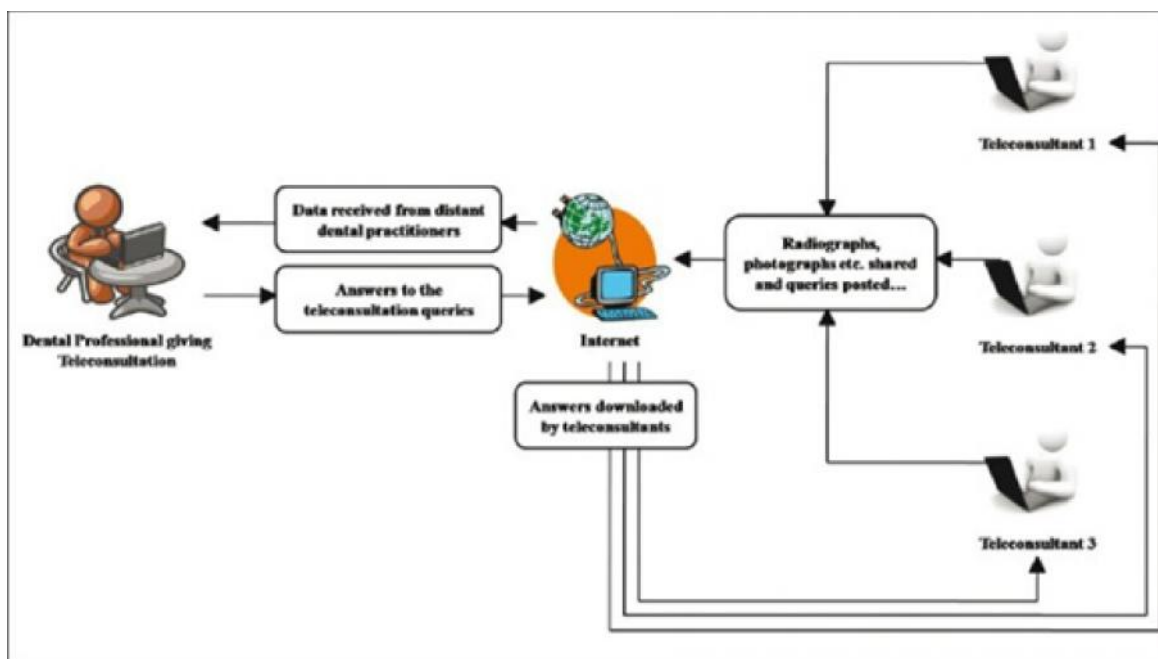 Teleconsultant 1
Data received from distant
dental practitioners
Radiographs,
photographs etc. shared
and queries posted...
Answers to the
teleconsultation queries
Dental Professional giving
Teleconsultation
Internet
Teleconsultant 2
Answers downloaded
by teleconsultants
Teleconsultant 3